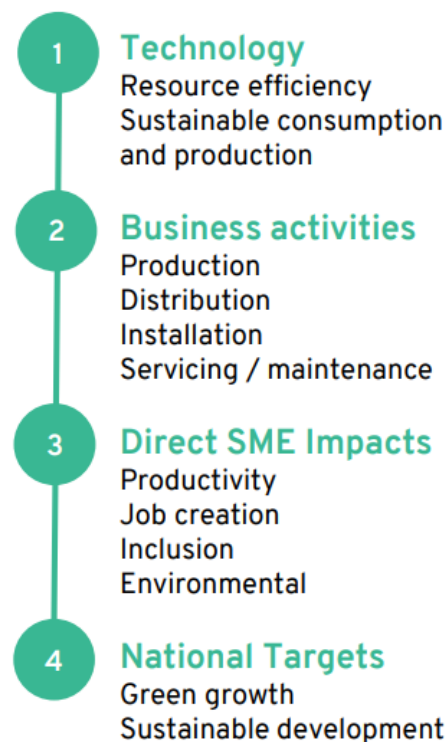 1
Technology
Resource efficiency
Sustainable consumption
and production
2
Business activities
Production
Distribution
Installation
Servicing / maintenance
3
Direct SME Impacts
Productivity
Job creation
Inclusion
Environmental
4
National Targets
Green growth
Sustainable development